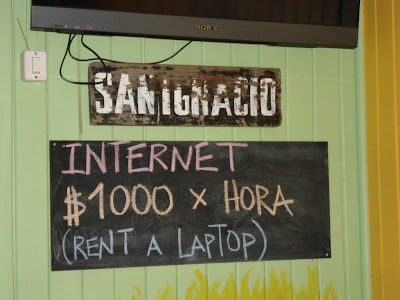 SONY
SAN IGNACIO
INTERNET
$1000 × HORA
(RENT A LAPTOP)